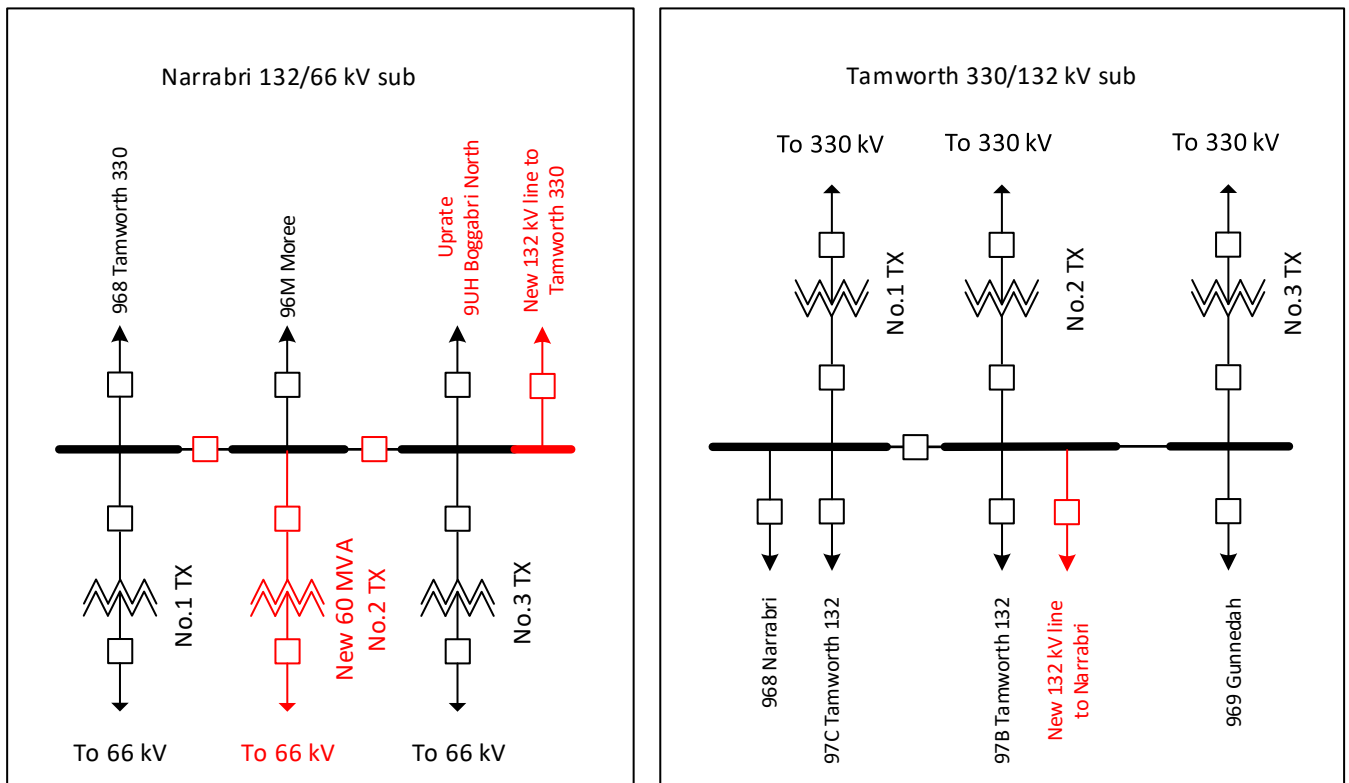 Narrabri 132/66 kV sub
968 Tamworth 330
96M Moree
Uprate
9UH Boggabri North
New 132 kV line to
Tamworth 330
No.1 TX
New 60 MVA
No.2 TX
No.3 TX
To 66 kV
To 66 kV
To 66 kV
Tamworth 330/132 kV sub
To 330 kV
To 330 kV
To 330 kV
No.1 TX
No.2 TX
No.3 TX
968 Narrabri
97C Tamworth 132
97B Tamworth 132
New 132 kV line
to Narrabri
969 Gunnedah